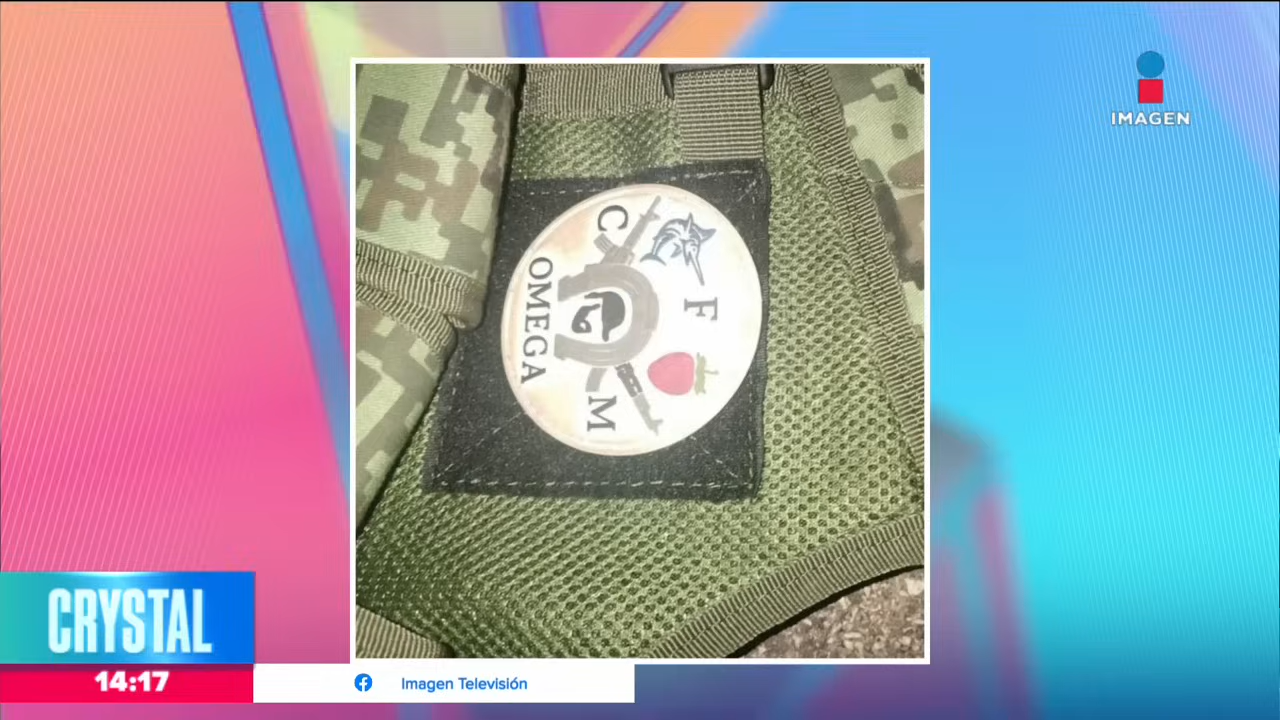 IMAGEN
C
F
M
OMEGA
CRYSTAL
14:17
Imagen Televisión